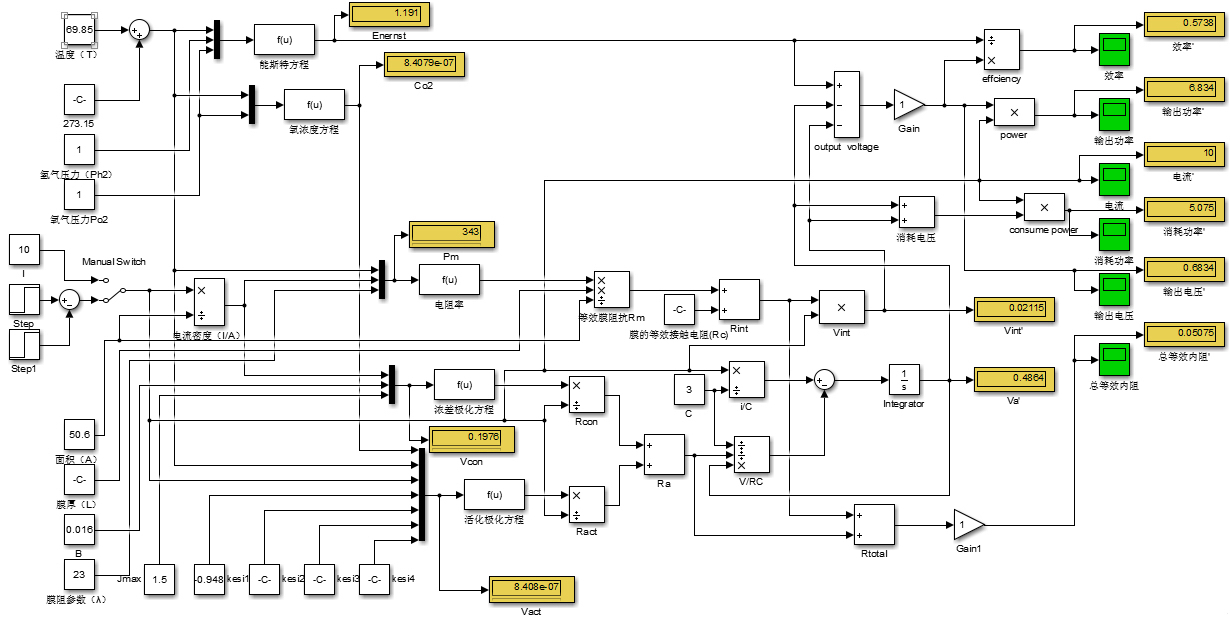 69.85
温度（T）
-C-
273.15
1
氢气压力（Ph2）
1
氧气压力Po2
10
I
Manual Switch
Step
Step1
f(u)
能斯特方程
1.191
Enernst
8.4079e-07
Co2
f(u)
氧浓度方程
343
Pm
f(u)
电阻率
电流密度（I/A）
等效膜阻抗Rm
-C-
膜的等效接触电阻(Rc)
Rint
Vint
output voltage
1
Gain
effciency
0.5738
效率'
效率
power
6.834
输出功率'
输出功率
10
电流'
电流
消耗电压
consume power
5.075
消耗功率'
消耗功率
0.6834
输出电压'
输出电压
0.02115
Vint'
0.05075
总等效内阻'
总等效内阻
f(u)
浓差极化方程
Rcon
3
C
i/C
1
s
Integrator
0.4864
Va'
50.6
面积（A）
0.1976
Vcon
Ra
V/RC
-C-
膜厚（L）
f(u)
活化极化方程
Ract
0.016
B
Rtotal
1
Gain1
23
膜阻参数（λ）
Jmax
1.5
-0.948
kesi1
-C-
kesi2
-C-
kesi3
-C-
kesi4
8.408e-07
Vact